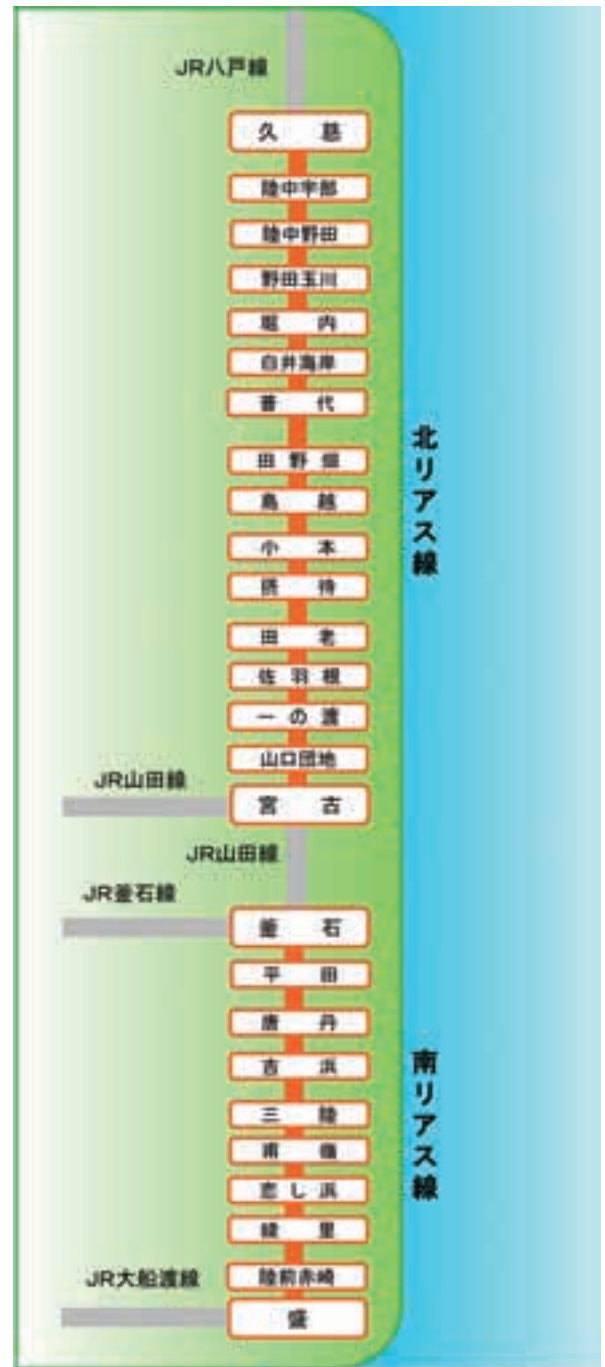 JR八戸線
久慈
陸中宇部
陸中野田
野田玉川
堀内
白井海岸
普代
田野畑
島越
小本
摂待
田老
佐羽根
一の渡
山口団地
JR山田線
宮古
JR山田線
JR釜石線
釜石
平田
唐丹
吉浜
三陸
甫嶺
恋し浜
綾里
JR大船渡線
陸前赤崎
盛
北リアス線
南リアス線